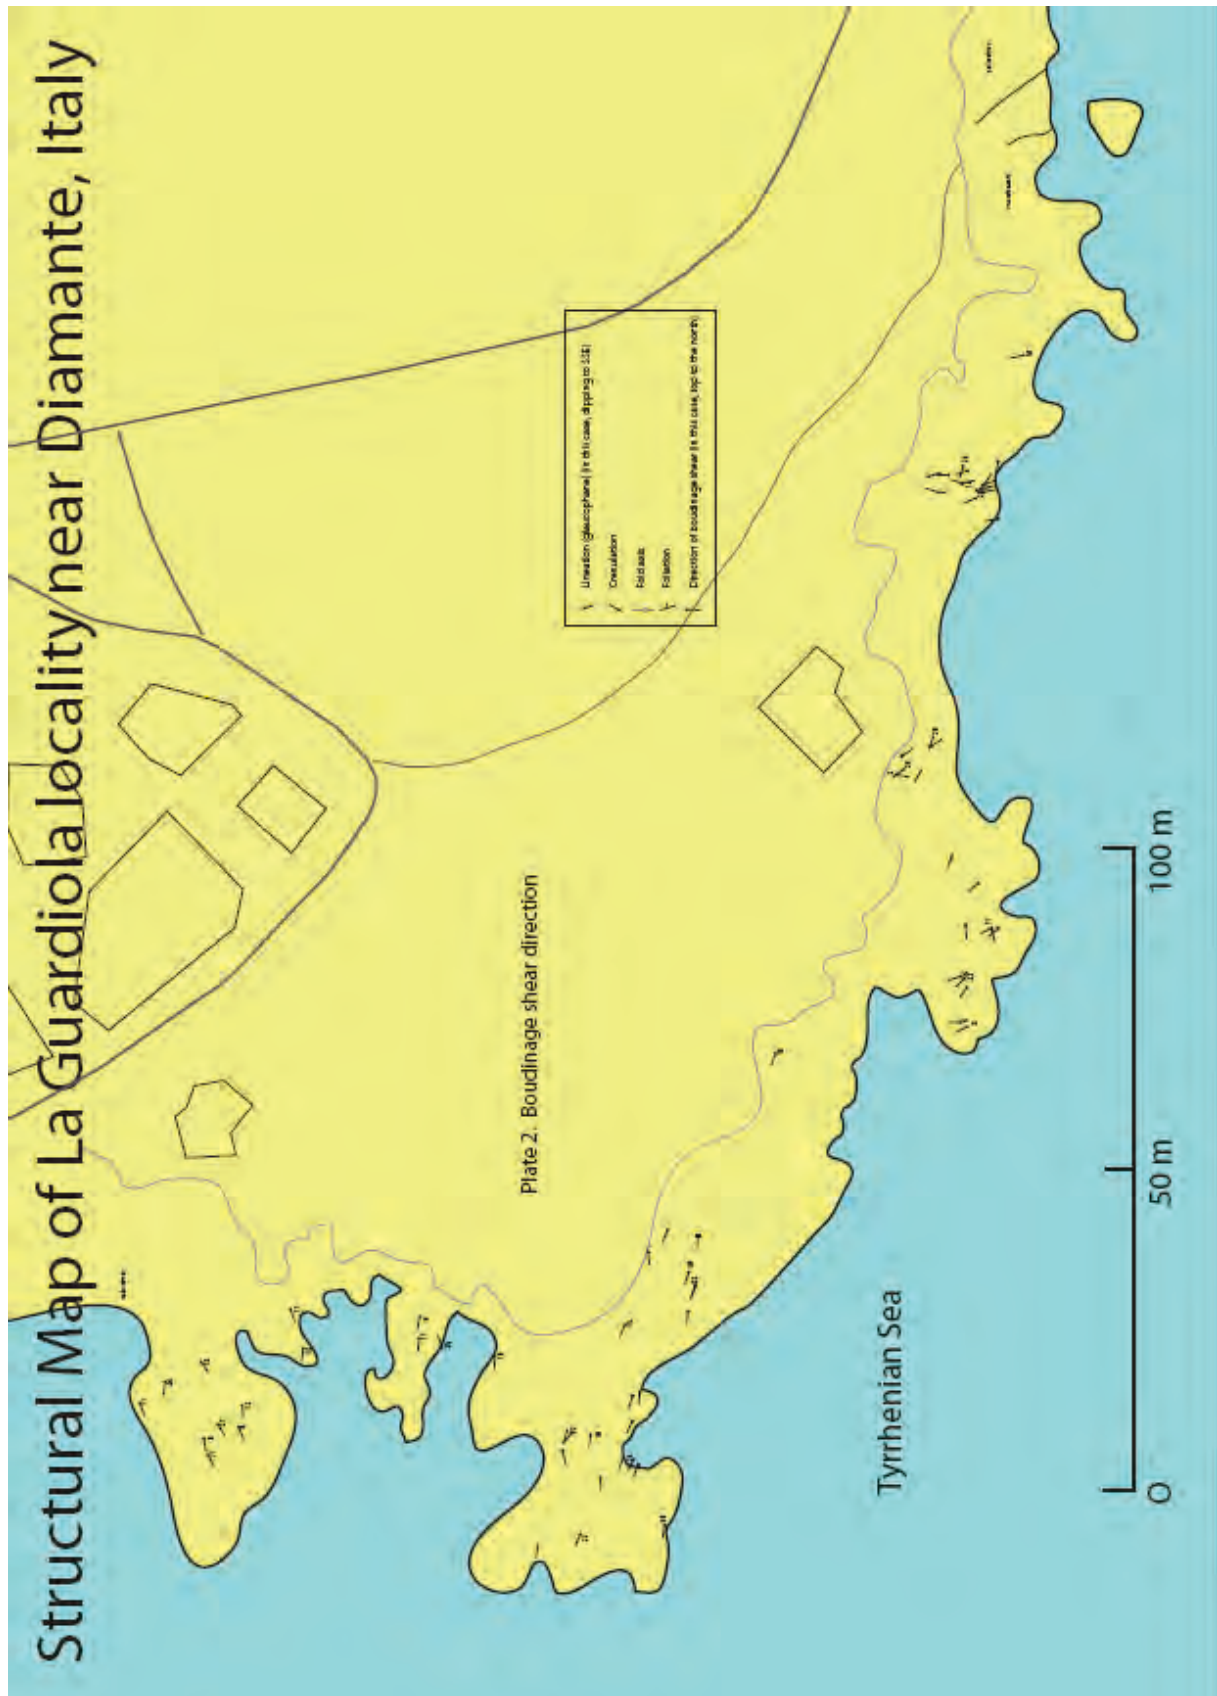 Structural Map of La Guardiola locality near Diamante, Italy
Lineation (glaucophane) (in this case, dipping to SSE)
Crenulation
Fold axis
Foliation
Direction of boudinage shear (in this case, top to the north)
Plate 2. Boudinage shear direction
Tyrrhenian Sea
0
50 m
100 m